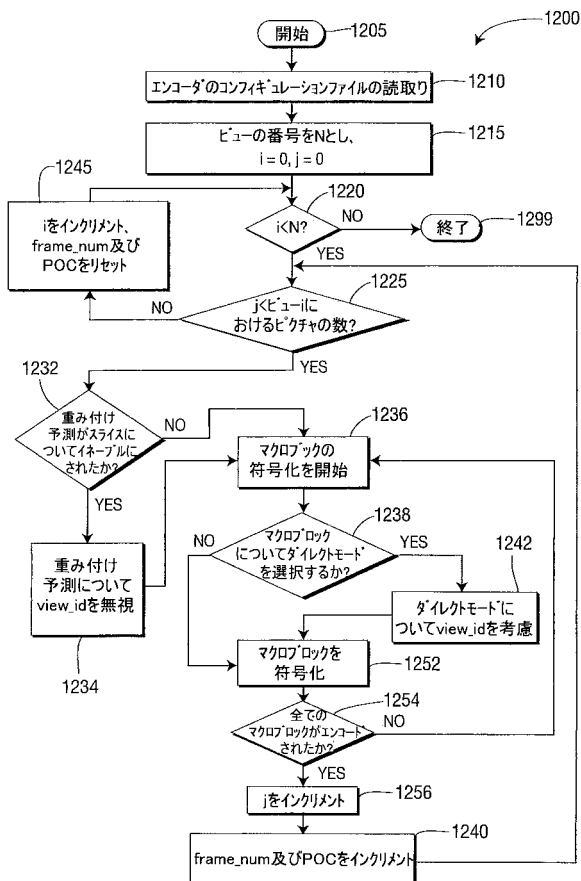 1200
開始
1205
エンコーダのコンフィギュレーションファイルの読取り
1210
ビューの番号をNとし、
i = 0, j = 0
1215
1245
iをインクリメント、
frame_num及び
POCをリセット
1220
i<N?
NO
終了
1299
YES
1225
j<ビューiに
おけるピクチャの数?
NO
YES
1232
重み付け
予測がスライスに
ついてイネーブルに
されたか?
NO
YES
1236
マクロブックの
符号化を開始
1238
マクロブロック
についてダイレクトモード
を選択するか?
NO
YES
1242
ダイレクトモードに
ついてview_idを考慮
重み付け
予測について
view_idを無視
1234
マクロブロックを
符号化
1252
1254
全ての
マクロブロックがエンコード
されたか?
NO
YES
jをインクリメント
1256
1240
frame_num及びPOCをインクリメント